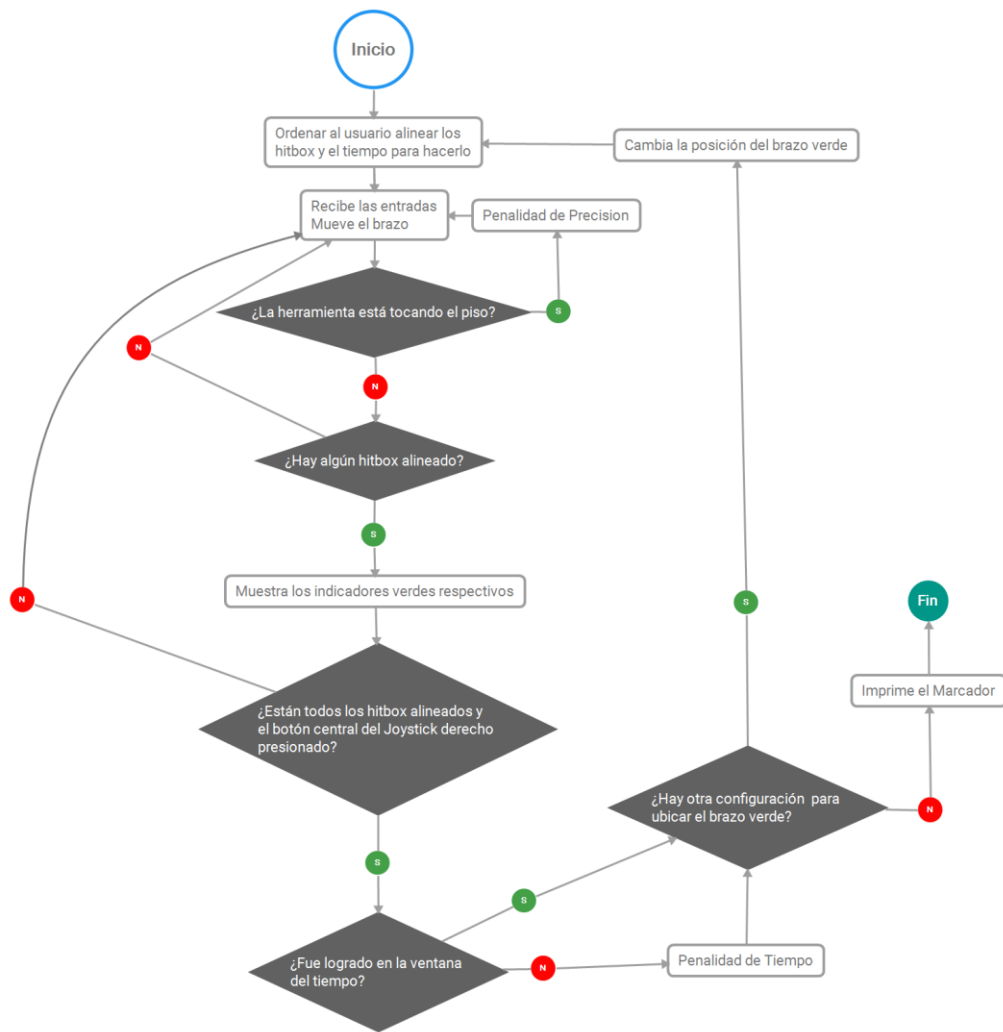 Inicio
Ordenar al usuario alinear los
hitbox y el tiempo para hacerlo
Cambia la posición del brazo verde
Recibe las entradas
Mueve el brazo
Penalidad de Precision
¿La herramienta está tocando el piso?
S
N
N
¿Hay algún hitbox alineado?
S
Muestra los indicadores verdes respectivos
N
S
Fin
¿Están todos los hitbox alineados y
el botón central del Joystick derecho
presionado?
Imprime el Marcador
¿Hay otra configuración para
ubicar el brazo verde?
N
S
S
¿Fue logrado en la ventana
del tiempo?
N
Penalidad de Tiempo